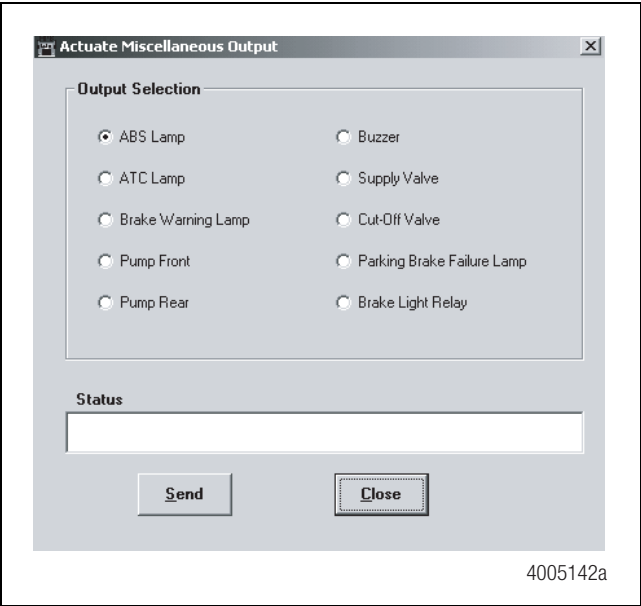 Actuate Miscellaneous Output
Output Selection
ABS Lamp
Buzzer
ATC Lamp
Supply Valve
Brake Warning Lamp
Cut-Off Valve
Pump Front
Parking Brake Failure Lamp
Pump Rear
Brake Light Relay
Status
Send
Close
4005142a